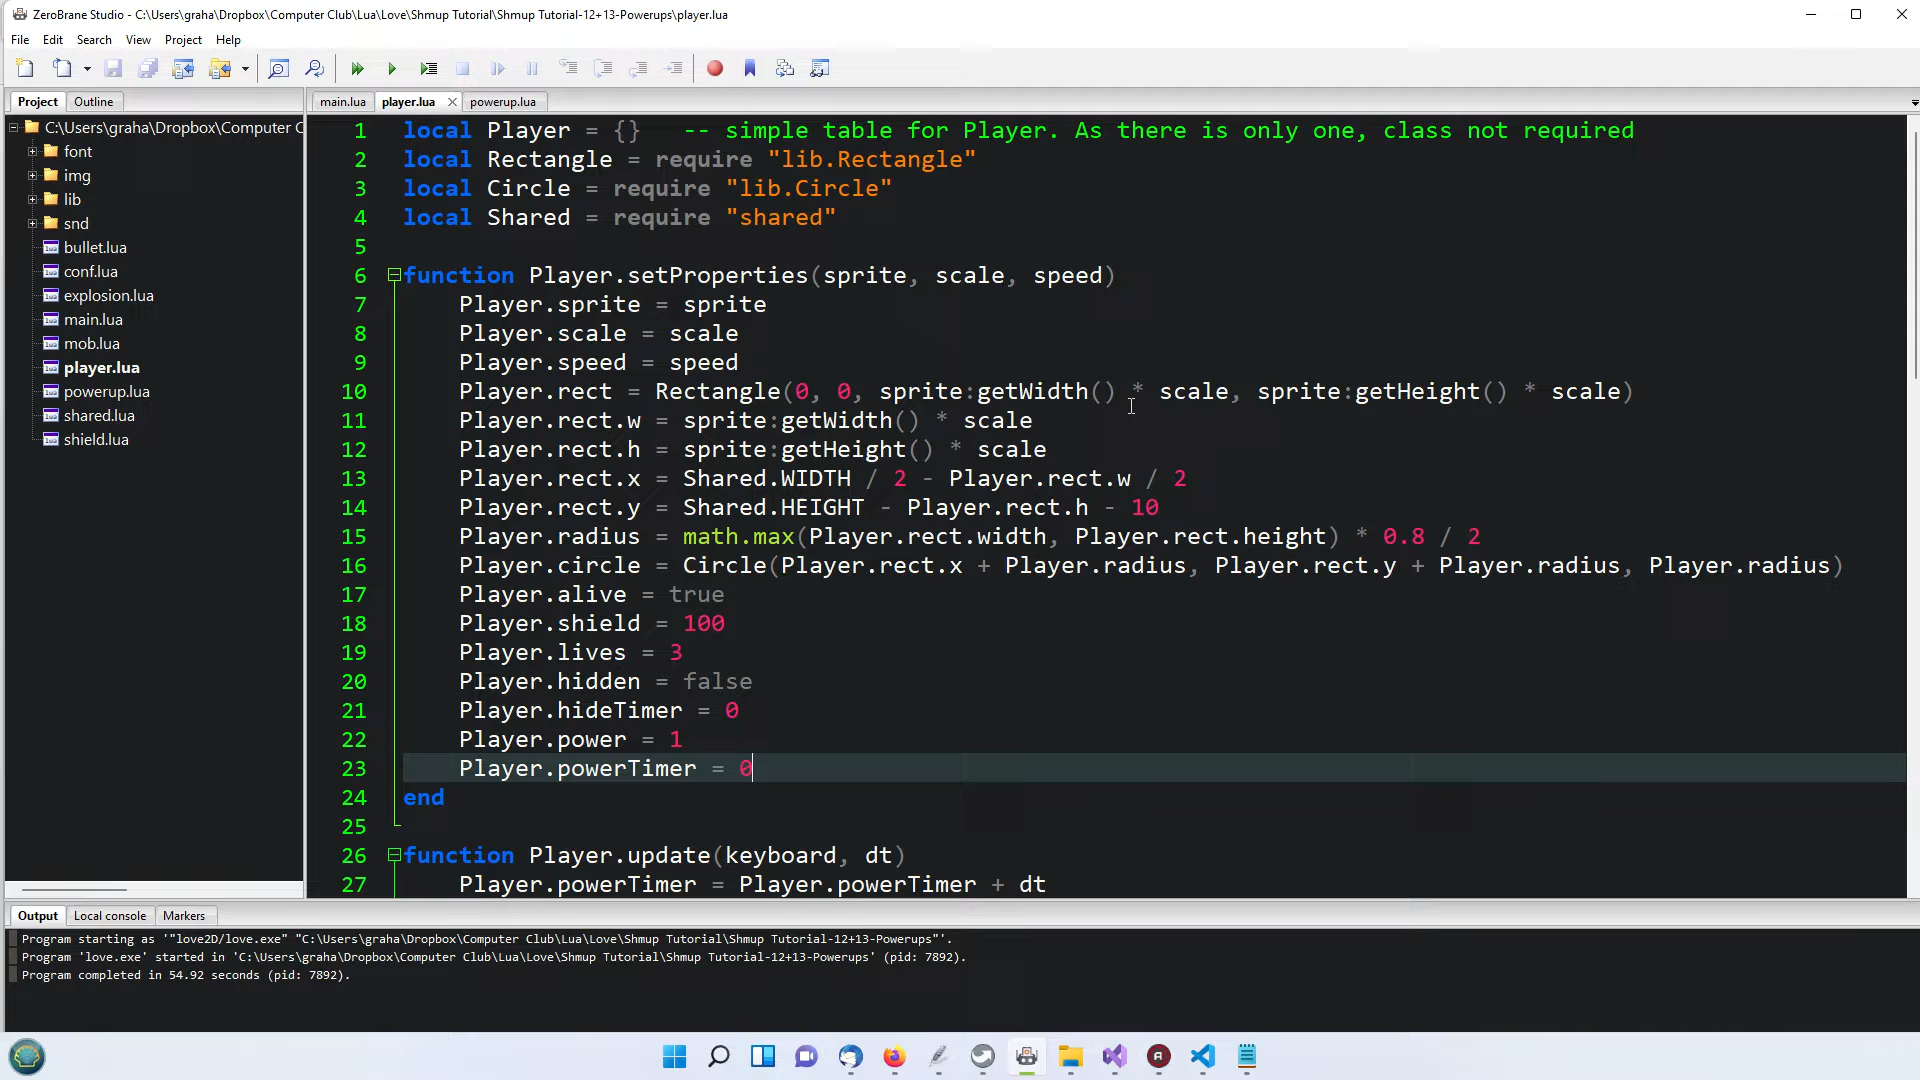 ZeroBrane Studio - C:\Users\graha\Dropbox\Computer Club\Lua\Love\Shmup Tutorial\Shmup Tutorial-12+13-Powerups\player.lua
File Edit Search View Project Help
Project Outline
main.lua player.lua powerup.lua
C:\Users\graha\Dropbox\Computer C
font
img
lib
snd
bullet.lua
conf.lua
explosion.lua
main.lua
mob.lua
player.lua
powerup.lua
shared.lua
shield.lua
1 local Player = {}   -- simple table for Player. As there is only one, class not required
2 local Rectangle = require "lib.Rectangle"
3 local Circle = require "lib.Circle"
4 local Shared = require "shared"
5
6 function Player.setProperties(sprite, scale, speed)
7     Player.sprite = sprite
8     Player.scale = scale
9     Player.speed = speed
10     Player.rect = Rectangle(0, 0, sprite:getWidth() * scale, sprite:getHeight() * scale)
11     Player.rect.w = sprite:getWidth() * scale
12     Player.rect.h = sprite:getHeight() * scale
13     Player.rect.x = Shared.WIDTH / 2 - Player.rect.w / 2
14     Player.rect.y = Shared.HEIGHT - Player.rect.h - 10
15     Player.radius = math.max(Player.rect.width, Player.rect.height) * 0.8 / 2
16     Player.circle = Circle(Player.rect.x + Player.radius, Player.rect.y + Player.radius, Player.radius)
17     Player.alive = true
18     Player.shield = 100
19     Player.lives = 3
20     Player.hidden = false
21     Player.hideTimer = 0
22     Player.power = 1
23     Player.powerTimer = 0
24 end
25
26 function Player.update(keyboard, dt)
27     Player.powerTimer = Player.powerTimer + dt
Output Local console Markers
Program starting as '"love2D/love.exe" "C:\Users\graha\Dropbox\Computer Club\Lua\Love\Shmup Tutorial\Shmup Tutorial-12+13-Powerups"'.
Program 'love.exe' started in 'C:\Users\graha\Dropbox\Computer Club\Lua\Love\Shmup Tutorial\Shmup Tutorial-12+13-Powerups' (pid: 7892).
Program completed in 54.92 seconds (pid: 7892).